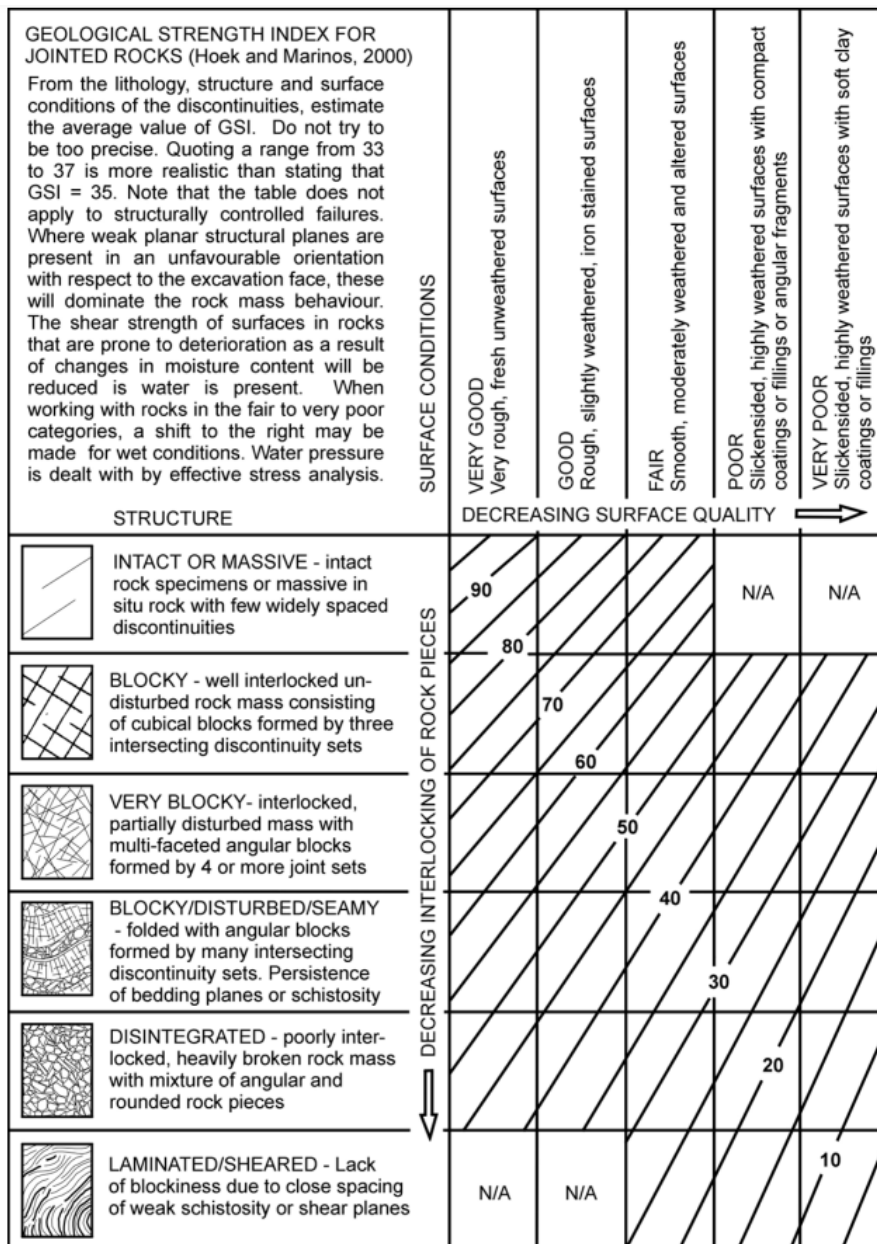 GEOLOGICAL STRENGTH INDEX FOR
JOINTED ROCKS (Hoek and Marinos, 2000)
From the lithology, structure and surface
conditions of the discontinuities, estimate
the average value of GSI. Do not try to
be too precise. Quoting a range from 33
to 37 is more realistic than stating that
GSI = 35. Note that the table does not
apply to structurally controlled failures.
Where weak planar structural planes are
present in an unfavourable orientation
with respect to the excavation face, these
will dominate the rock mass behaviour.
The shear strength of surfaces in rocks
that are prone to deterioration as a result
of changes in moisture content will be
reduced is water is present. When
working with rocks in the fair to very poor
categories, a shift to the right may be
made for wet conditions. Water pressure
is dealt with by effective stress analysis.
SURFACE CONDITIONS
VERY GOOD
Very rough, fresh unweathered surfaces
GOOD
Rough, slightly weathered, iron stained surfaces
FAIR
Smooth, moderately weathered and altered surfaces
POOR
Slickensided, highly weathered surfaces with compact
coatings or fillings or angular fragments
VERY POOR
Slickensided, highly weathered surfaces with soft clay
coatings or fillings
STRUCTURE
DECREASING SURFACE QUALITY
DECREASING INTERLOCKING OF ROCK PIECES
INTACT OR MASSIVE - intact
rock specimens or massive in
situ rock with few widely spaced
discontinuities
90
80
N/A
N/A
BLOCKY - well interlocked un-
disturbed rock mass consisting
of cubical blocks formed by three
intersecting discontinuity sets
70
60
VERY BLOCKY- interlocked,
partially disturbed mass with
multi-faceted angular blocks
formed by 4 or more joint sets
50
40
BLOCKY/DISTURBED/SEAMY
- folded with angular blocks
formed by many intersecting
discontinuity sets. Persistence
of bedding planes or schistosity
30
DISINTEGRATED - poorly inter-
locked, heavily broken rock mass
with mixture of angular and
rounded rock pieces
20
LAMINATED/SHEARED - Lack
of blockiness due to close spacing
of weak schistosity or shear planes
N/A
N/A
10